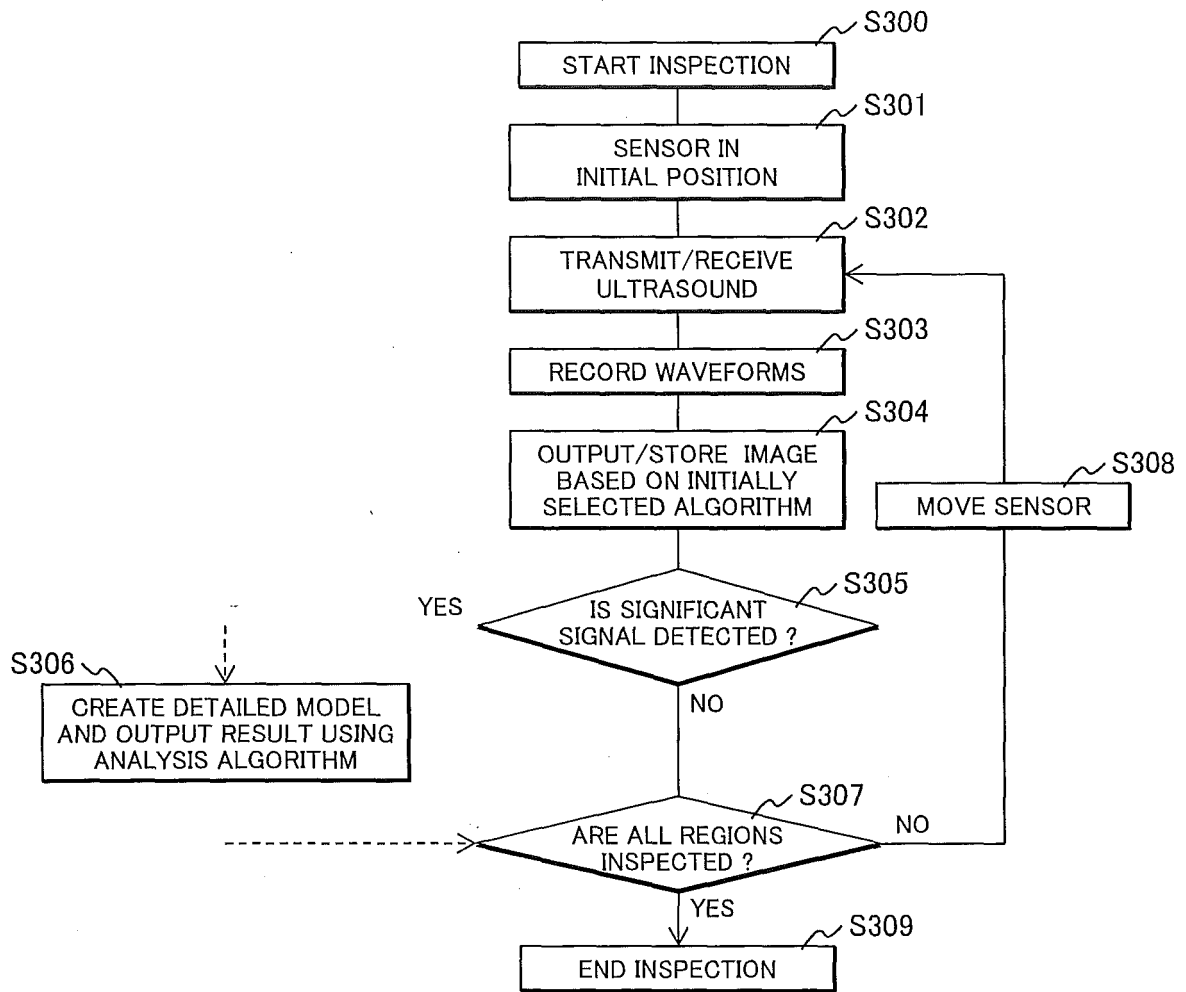 S300
START INSPECTION
S301
SENSOR IN
INITIAL POSITION
S302
TRANSMIT/RECEIVE
ULTRASOUND
S303
RECORD WAVEFORMS
S304
OUTPUT/STORE IMAGE
BASED ON INITIALLY
SELECTED ALGORITHM
S308
MOVE SENSOR
S305
YES
IS SIGNIFICANT
SIGNAL DETECTED ?
NO
S306
CREATE DETAILED MODEL
AND OUTPUT RESULT USING
ANALYSIS ALGORITHM
S307
ARE ALL REGIONS
INSPECTED ?
NO
YES
S309
END INSPECTION